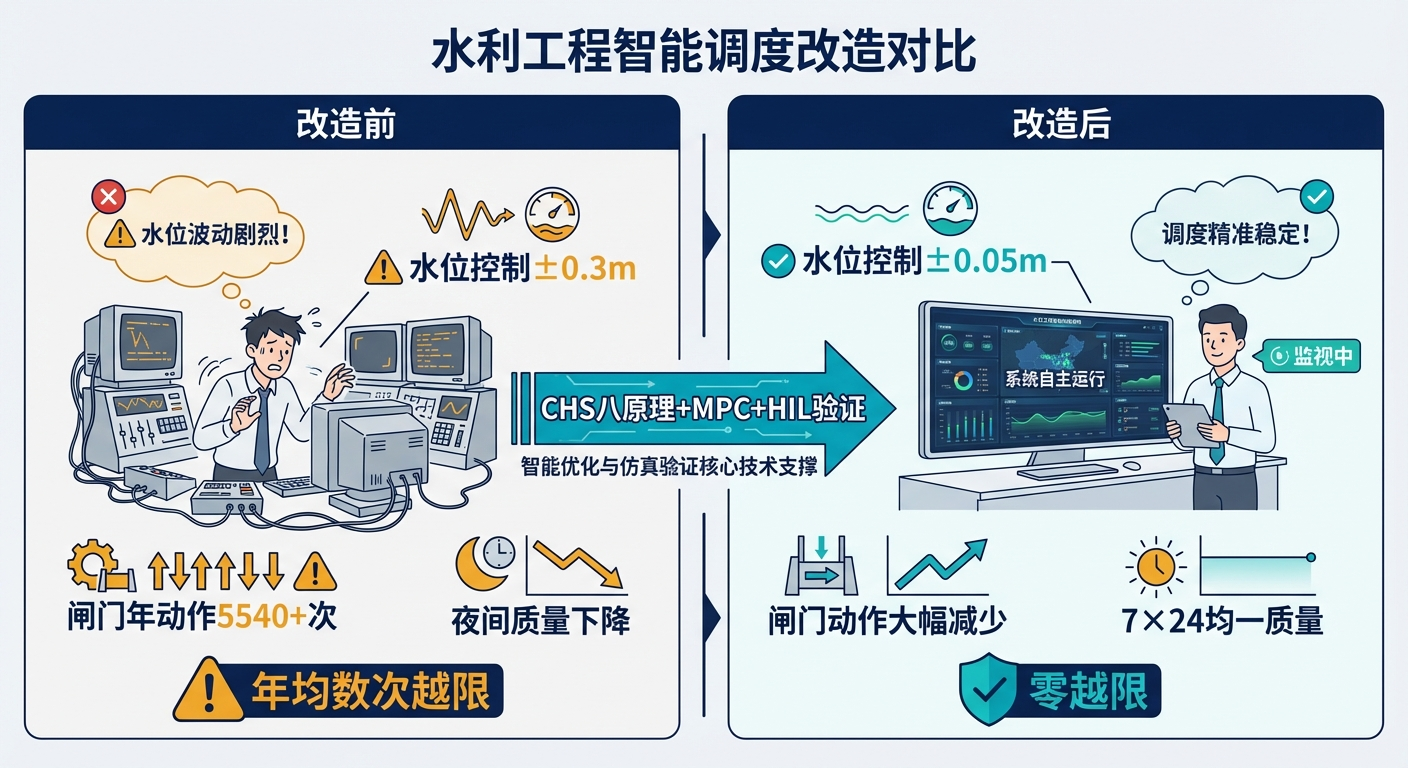 水利工程智能调度改造对比
改造前
水位波动剧烈!
水位控制±0.3m
闸门年动作5540+次
夜间质量下降
年均数次越限
CHS八原理+MPC+HIL验证
智能优化与仿真验证核心技术支撑
改造后
水位控制±0.05m
调度精准稳定!
系统自主运行
监视中
闸门动作大幅减少
7×24均一质量
零越限